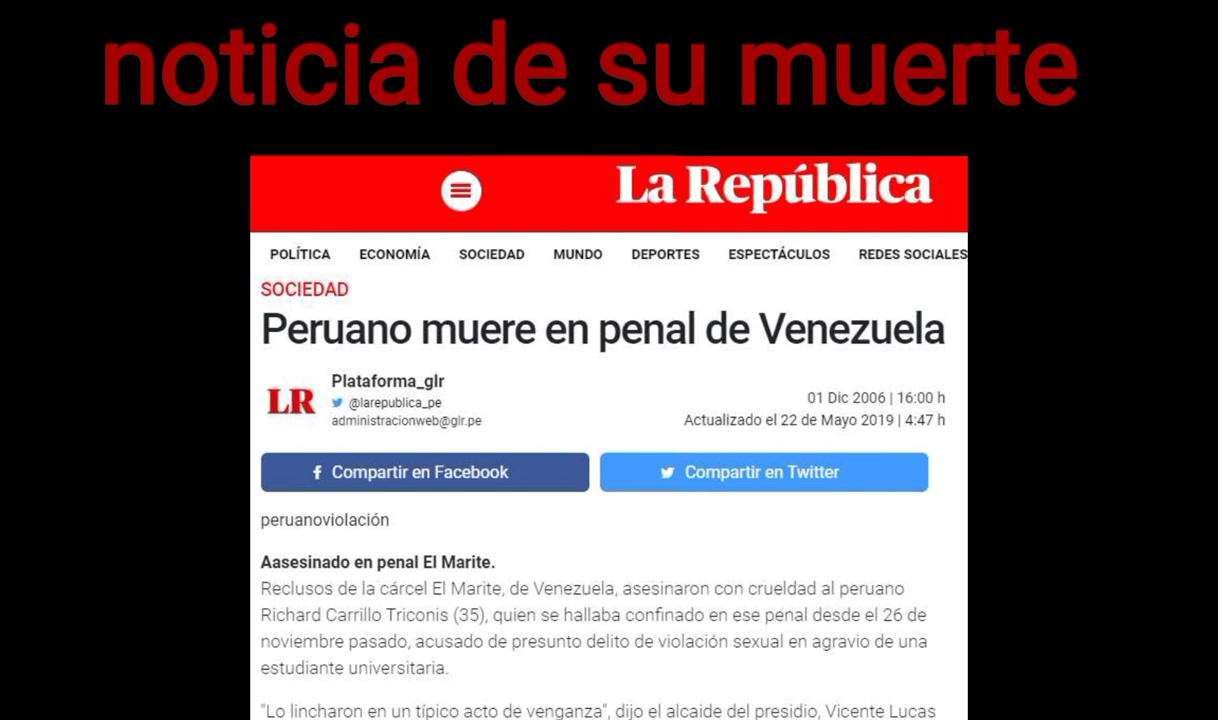 noticia de su muerte
La República
POLÍTICA ECONOMÍA SOCIEDAD MUNDO DEPORTES ESPECTÁCULOS REDES SOCIALES
SOCIEDAD
Peruano muere en penal de Venezuela
LR
Plataforma_glr
@larepublica_pe
administracionweb@glr.pe
01 Dic 2006 | 16:00 h
Actualizado el 22 de Mayo 2019 | 4:47 h
Compartir en Facebook
Compartir en Twitter
peruanoviolación
Aasesinado en penal El Marite.
Reclusos de la cárcel El Marite, de Venezuela, asesinaron con crueldad al peruano
Richard Carrillo Triconis (35), quien se hallaba confinado en ese penal desde el 26 de
noviembre pasado, acusado de presunto delito de violación sexual en agravio de una
estudiante universitaria.
"Lo lincharon en un típico acto de venganza", dijo el alcaide del presidio, Vicente Lucas